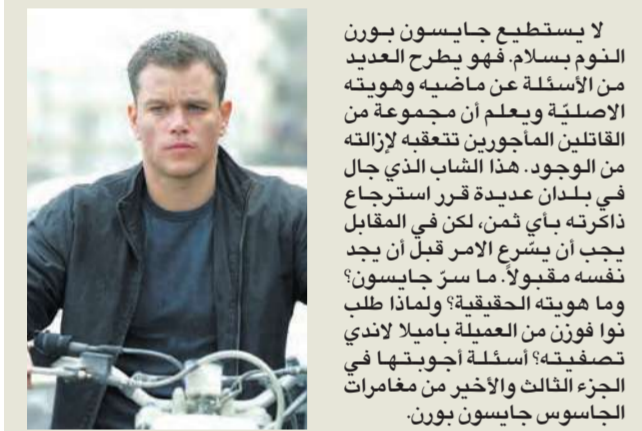 لا يستطيع جايسون بورن
النوم بسلام. فهو يطرح العديد
من الأسئلة عن ماضيه وهويته
الاصليّة ويعلم أن مجموعة من
القاتلين المأجورين تتعقبه لإزالته
من الوجود. هذا الشاب الذي جال
في بلدان عديدة قرر استرجاع
ذاكرته بأي ثمن، لكن في المقابل
يجب أن يسّرع الامر قبل أن يجد
نفسه مقبولاً. ما سرّ جايسون؟
وما هويته الحقيقية؟ ولماذا طلب
نوا فوزن من العميلة باميلا لاندي
تصفيته؟ أسئلة أجوبتها في
الجزء الثالث والأخير من مغامرات
الجاسوس جايسون بورن.